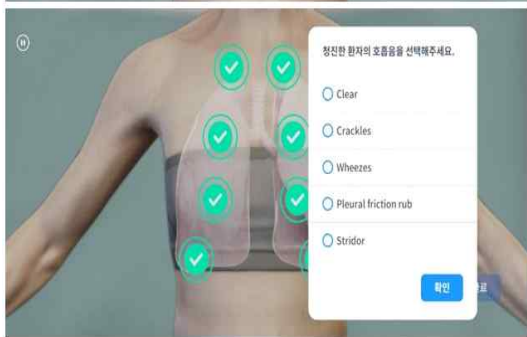 청진한 환자의 호흡음을 선택해주세요.
Clear
Crackles
Wheezes
Pleural friction rub
Stridor
확인